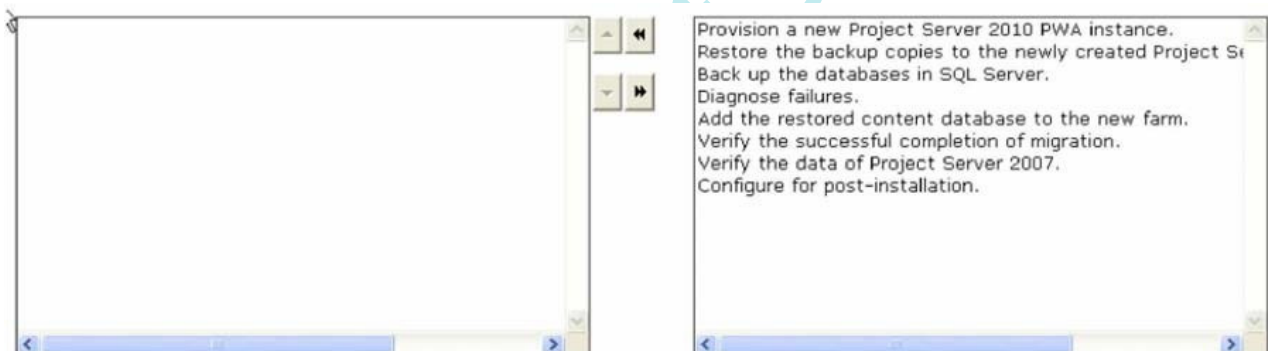 Provision a new Project Server 2010 PWA instance.
Restore the backup copies to the newly created Project
Back up the databases in SQL Server.
Diagnose failures.
Add the restored content database to the new farm.
Verify the successful completion of migration.
Verify the data of Project Server 2007.
Configure for post-installation.